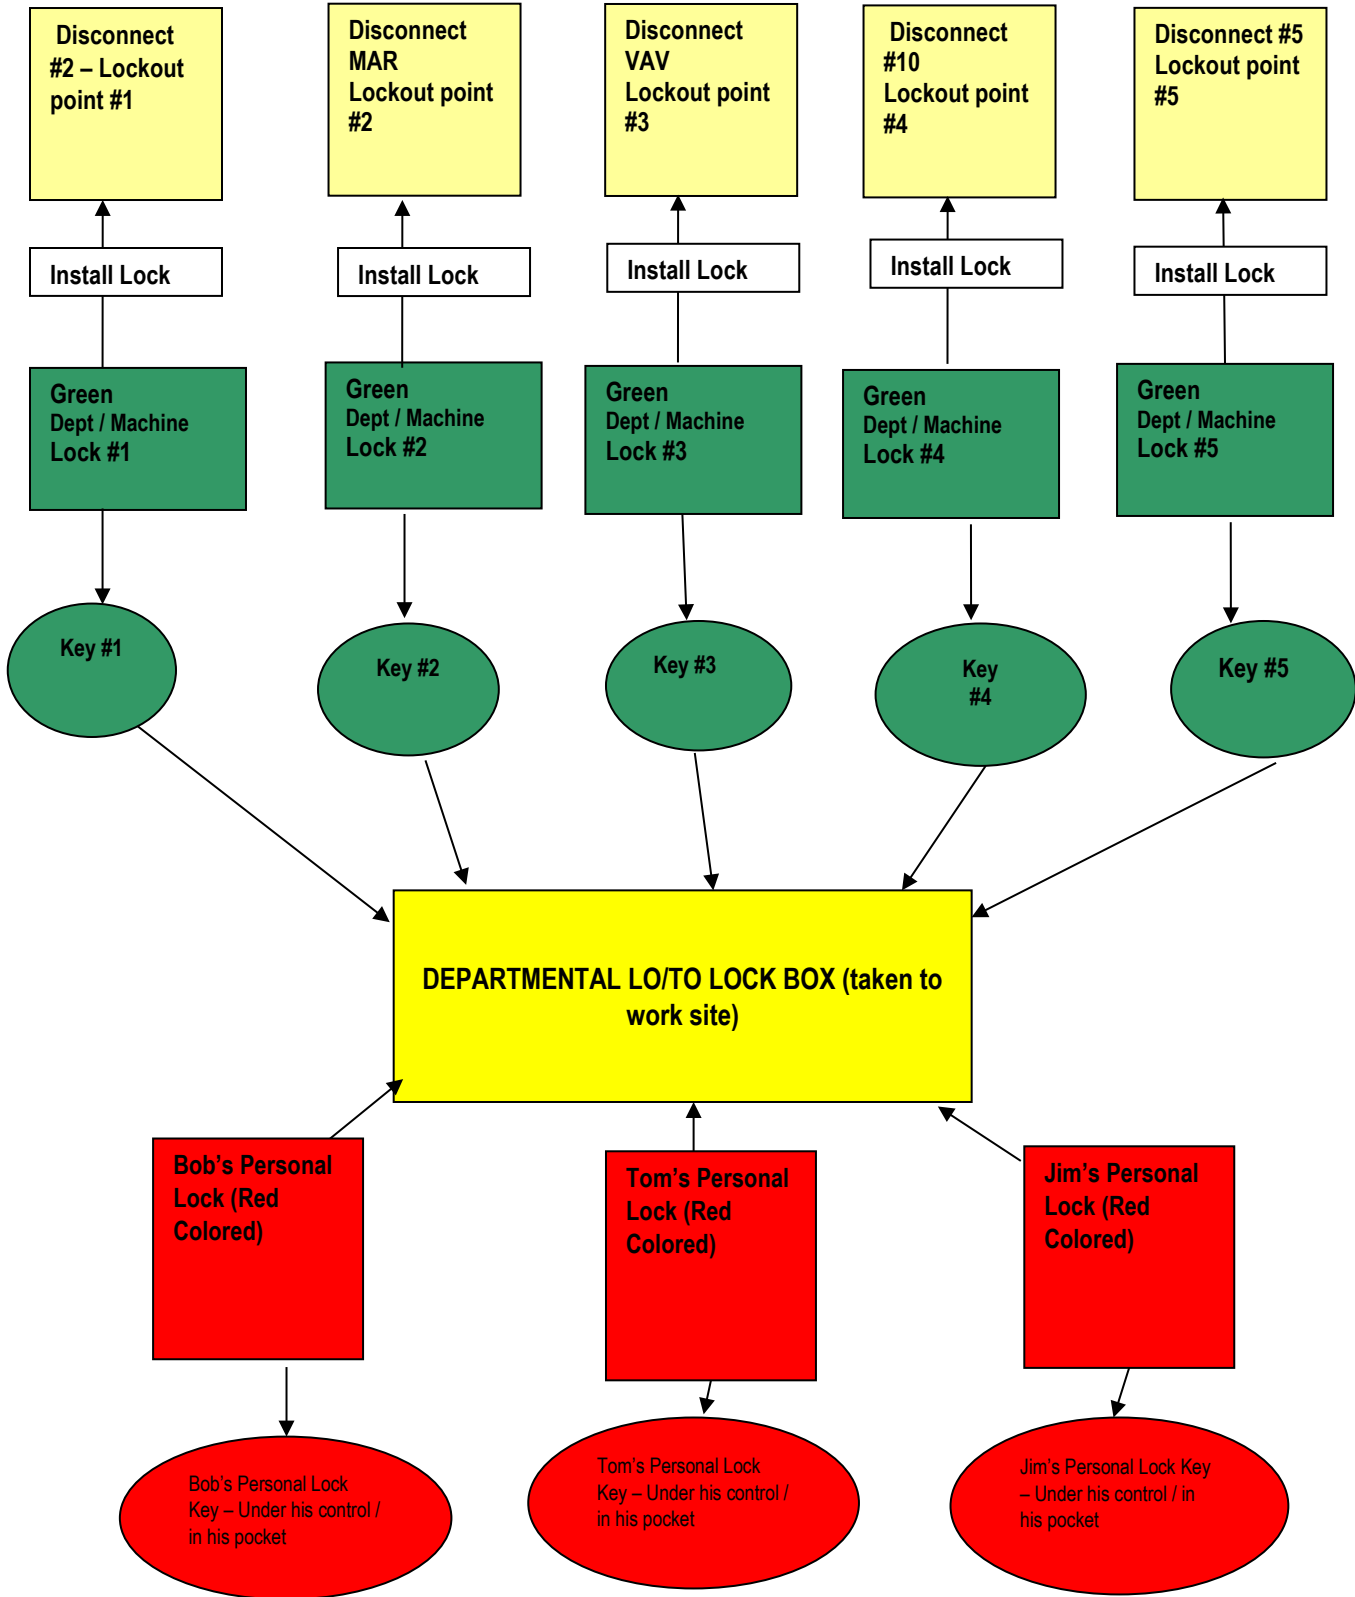 Disconnect
#2 – Lockout
point #1
Disconnect
MAR
Lockout point
#2
Disconnect
VAV
Lockout point
#3
Disconnect
#10
Lockout point
#4
Disconnect #5
Lockout point
#5
Install Lock
Install Lock
Install Lock
Install Lock
Install Lock
Green
Dept / Machine
Lock #1
Green
Dept / Machine
Lock #2
Green
Dept / Machine
Lock #3
Green
Dept / Machine
Lock #4
Green
Dept / Machine
Lock #5
Key #1
Key #2
Key #3
Key
#4
Key #5
DEPARTMENTAL LO/TO LOCK BOX (taken to
work site)
Bob’s Personal
Lock (Red
Colored)
Tom’s Personal
Lock (Red
Colored)
Jim’s Personal
Lock (Red
Colored)
Bob’s Personal Lock
Key – Under his control /
in his pocket
Tom’s Personal Lock
Key – Under his control /
in his pocket
Jim’s Personal Lock Key
– Under his control / in
his pocket